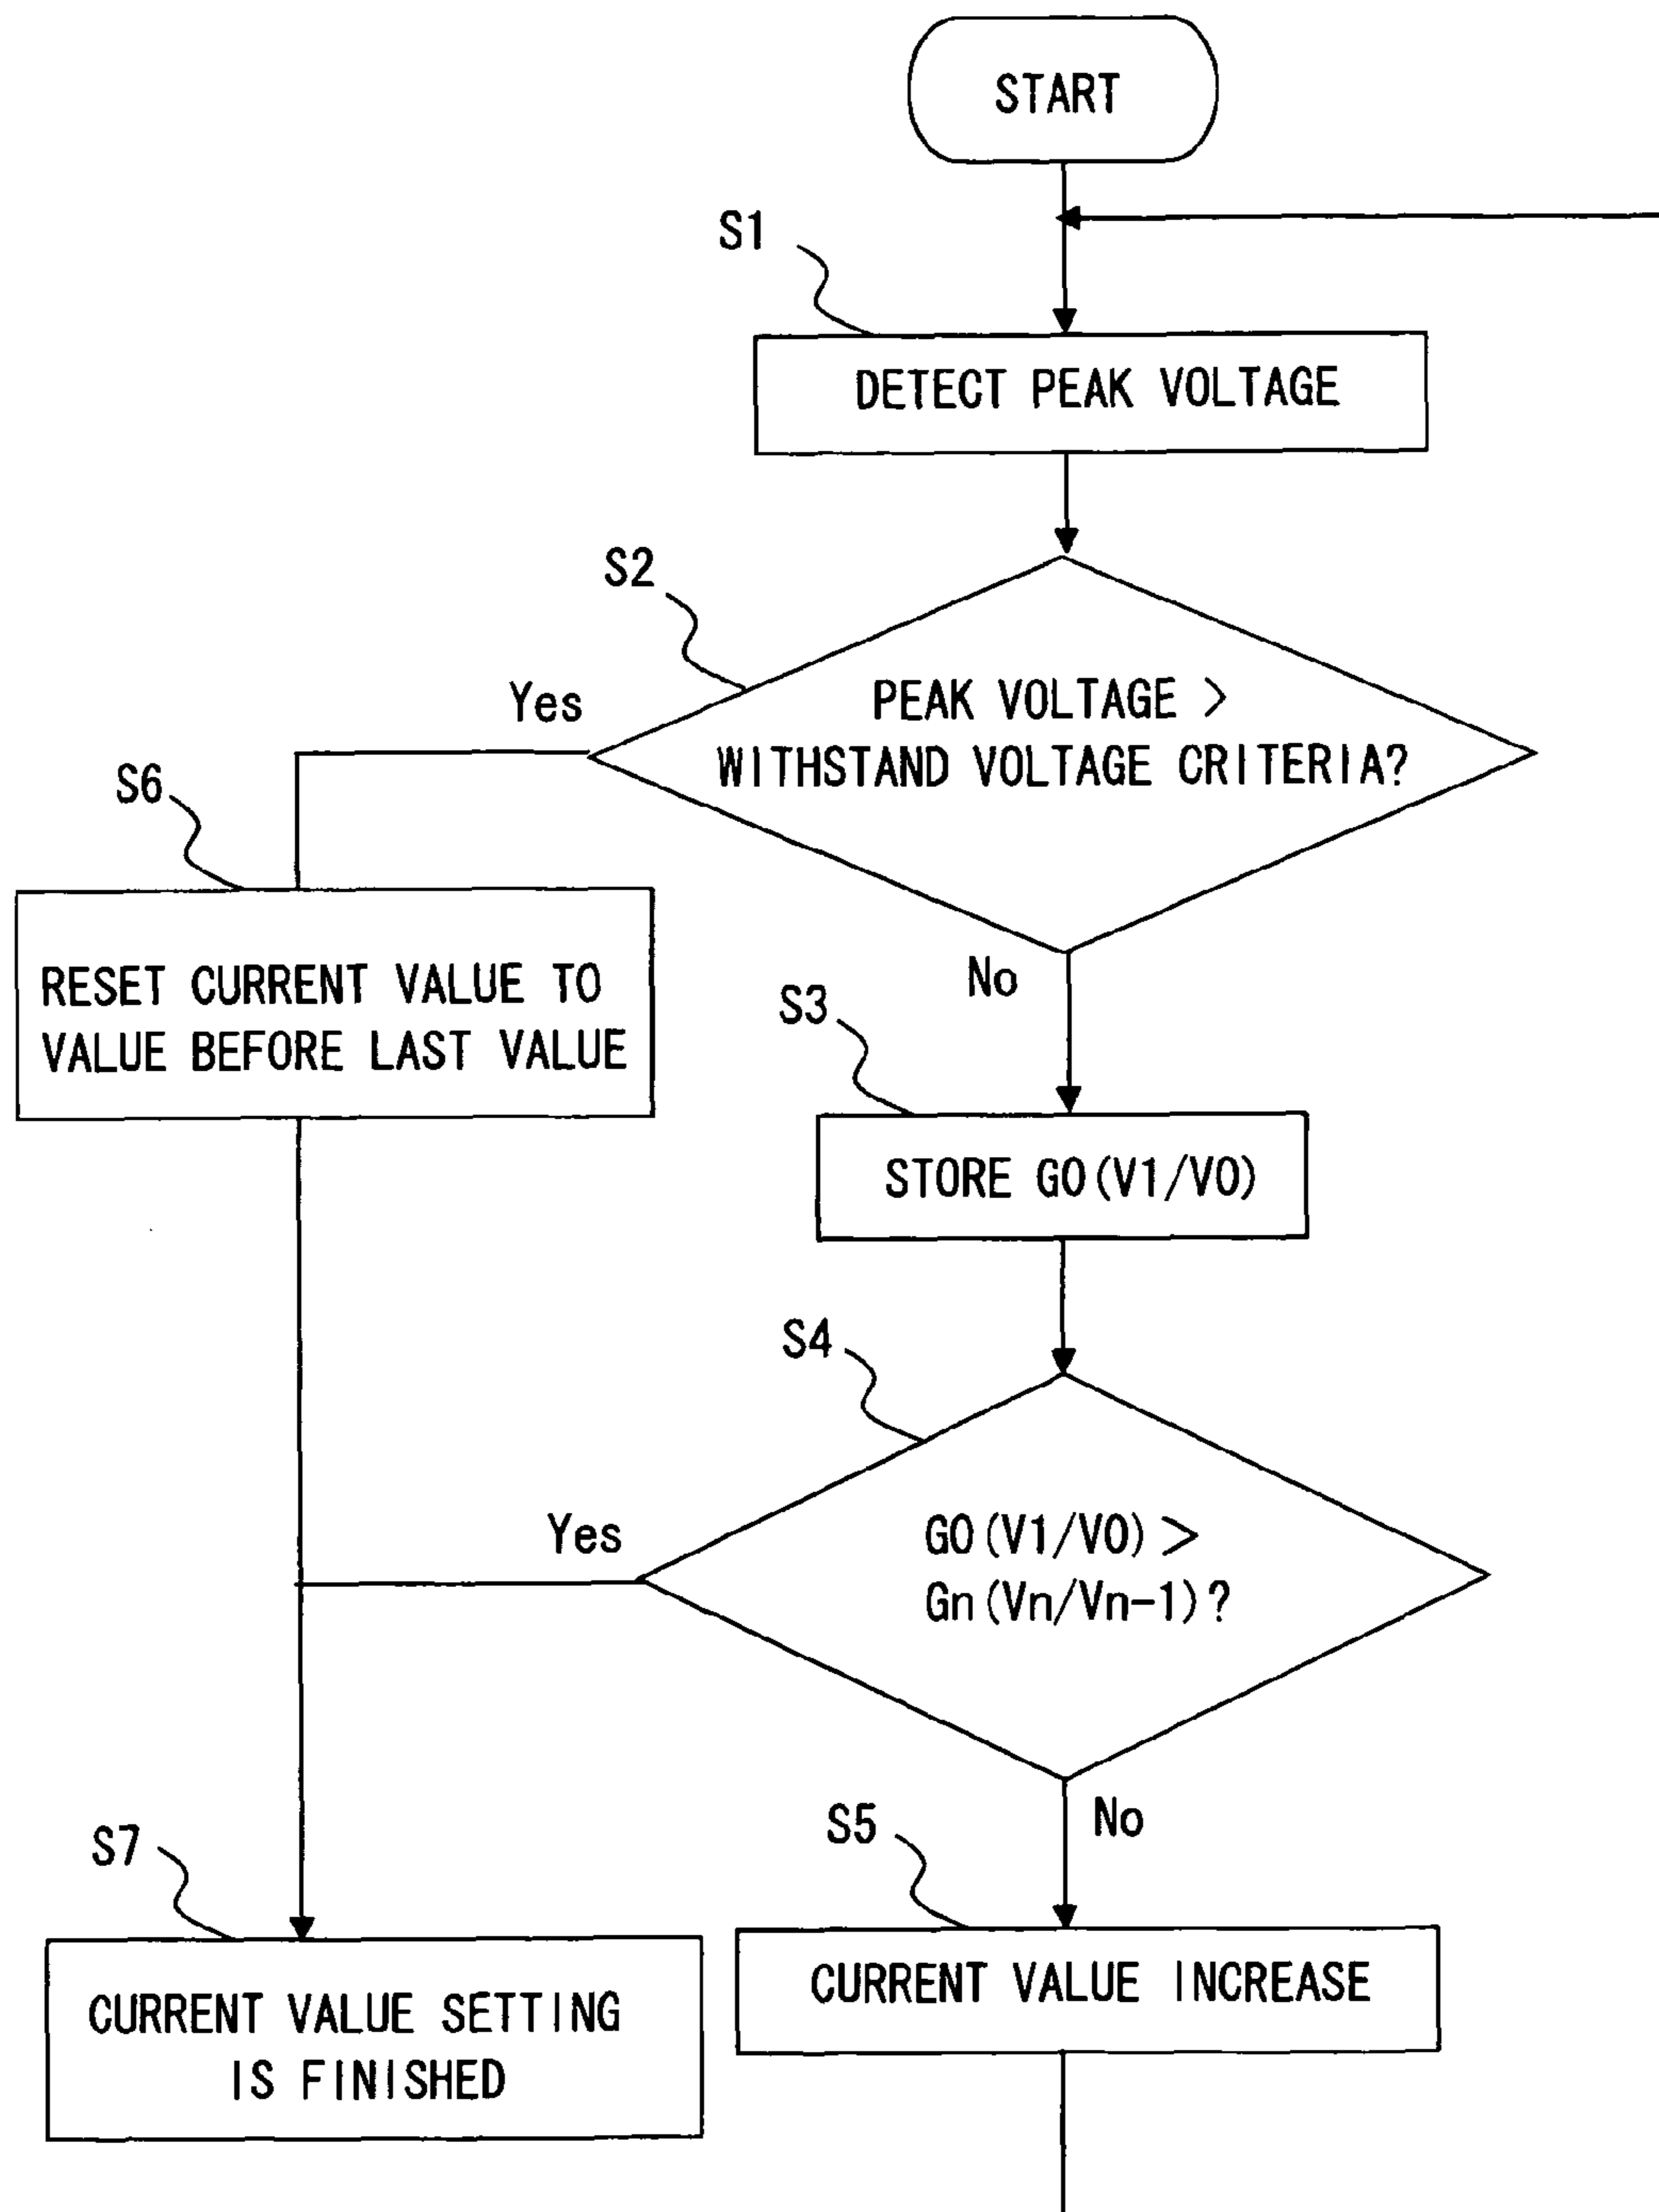 START
S1
DETECT PEAK VOLTAGE
S2
PEAK VOLTAGE >
WITHSTAND VOLTAGE CRITERIA?
Yes
No
S6
RESET CURRENT VALUE TO
VALUE BEFORE LAST VALUE
S3
STORE G0(V1/V0)
S4
G0(V1/V0)>
Gn(Vn/Vn-1)?
Yes
No
S5
CURRENT VALUE INCREASE
S7
CURRENT VALUE SETTING
IS FINISHED